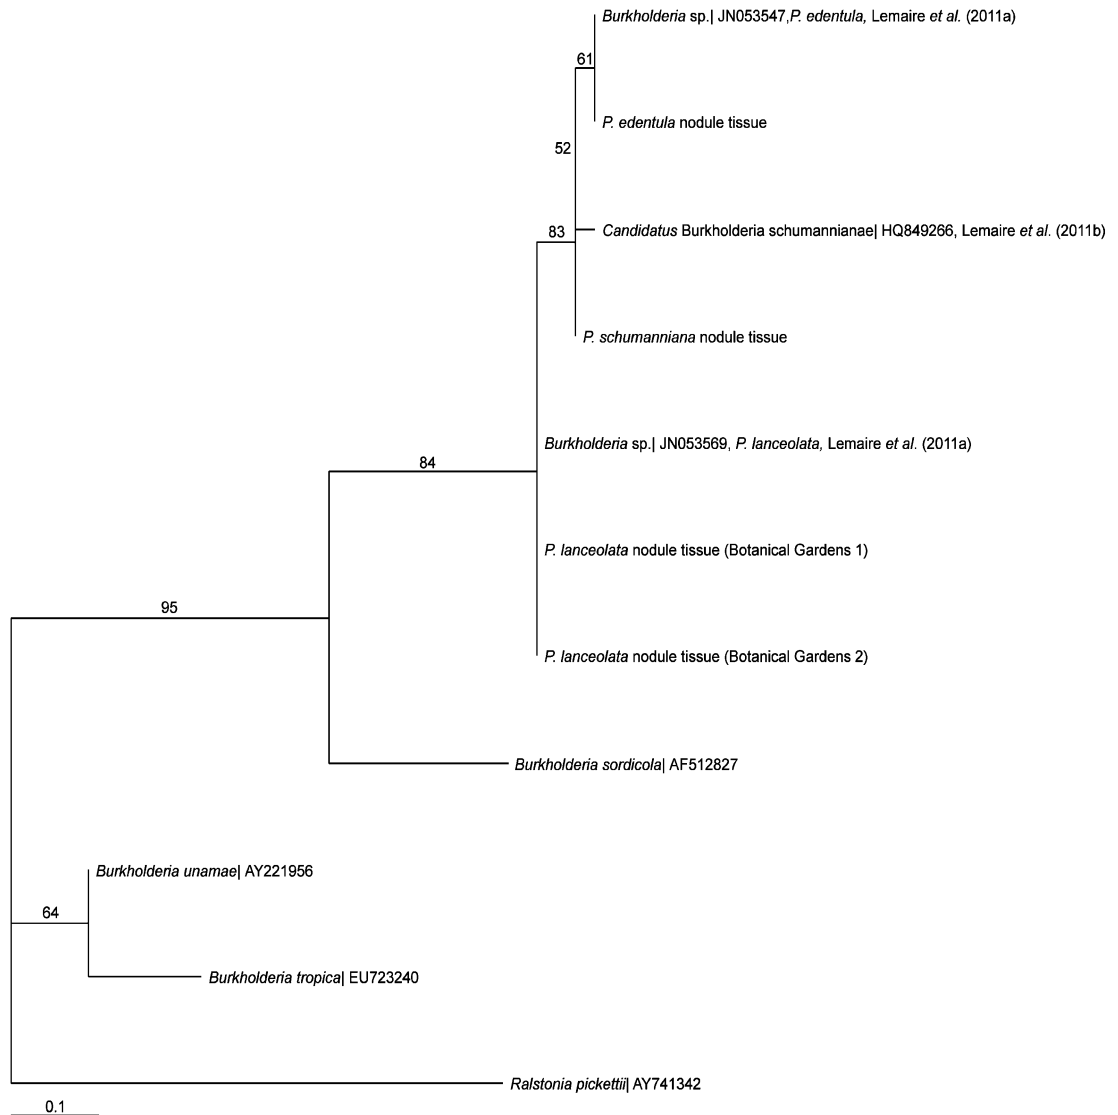 Burkholderia sp.| JN053547,P. edentula, Lemaire et al. (2011a)
61
P. edentula nodule tissue
52
83
Candidatus Burkholderia schumannianae| HQ849266, Lemaire et al. (2011b)
P. schumanniana nodule tissue
Burkholderia sp.| JN053569, P. lanceolata, Lemaire et al. (2011a)
84
P. lanceolata nodule tissue (Botanical Gardens 1)
95
P. lanceolata nodule tissue (Botanical Gardens 2)
Burkholderia sordicola| AF512827
Burkholderia unamae| AY221956
64
Burkholderia tropica| EU723240
Ralstonia pickettii| AY741342
0.1